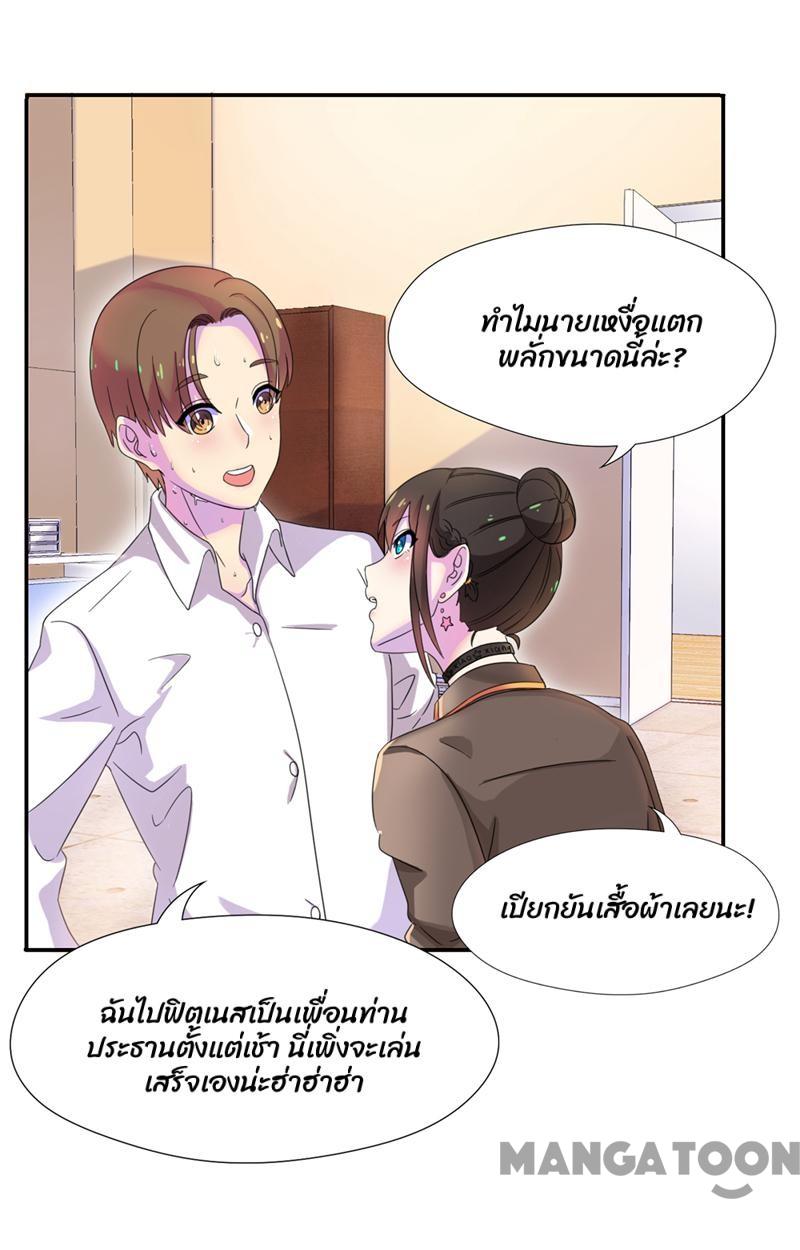 ทำไมนายเหงื่อแตก
พลั่กขนาดนี้ล่ะ?
เปียกยันเสื้อผ้าเลยนะ!
ฉันไปฟิตเนสเป็นเพื่อนท่าน
ประธานตั้งแต่เช้า นี่เพิ่งจะเล่น
เสร็จเองน่ะฮ่าฮ่าฮ่า
MANGATOON